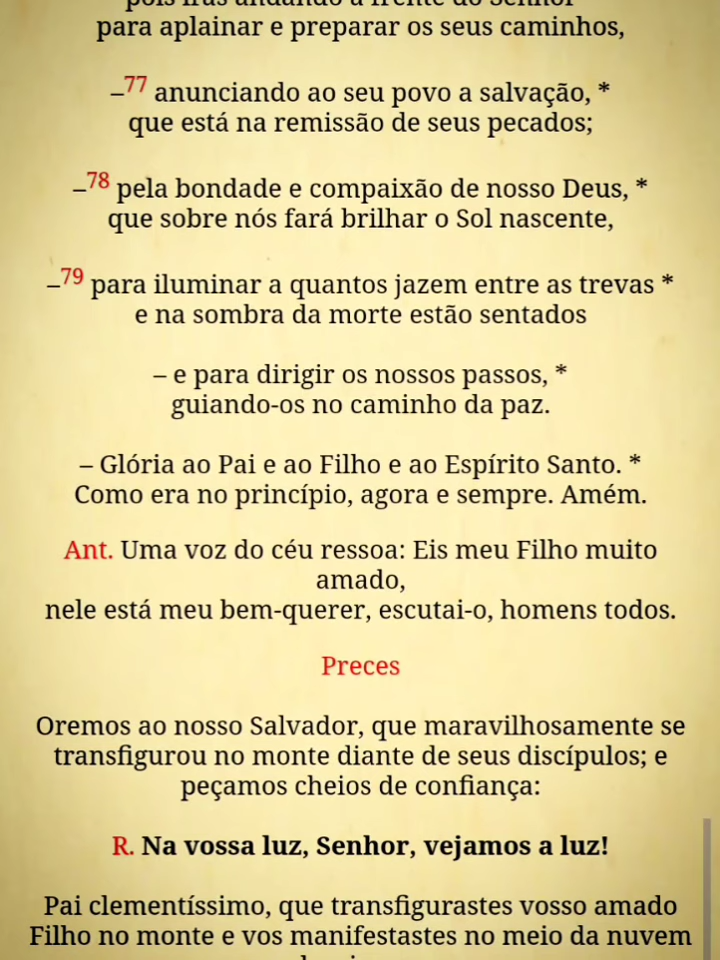 pois irás andando à frente do Senhor
para aplainar e preparar os seus caminhos,
–77 anunciando ao seu povo a salvação, *
que está na remissão de seus pecados;
–78 pela bondade e compaixão de nosso Deus, *
que sobre nós fará brilhar o Sol nascente,
–79 para iluminar a quantos jazem entre as trevas *
e na sombra da morte estão sentados
– e para dirigir os nossos passos, *
guiando-os no caminho da paz.
– Glória ao Pai e ao Filho e ao Espírito Santo. *
Como era no princípio, agora e sempre. Amém.
Ant. Uma voz do céu ressoa: Eis meu Filho muito
amado,
nele está meu bem-querer, escutai-o, homens todos.
Preces
Oremos ao nosso Salvador, que maravilhosamente se
transfigurou no monte diante de seus discípulos; e
peçamos cheios de confiança:
R. Na vossa luz, Senhor, vejamos a luz!
Pai clementíssimo, que transfigurastes vosso amado
Filho no monte e vos manifestastes no meio da nuvem